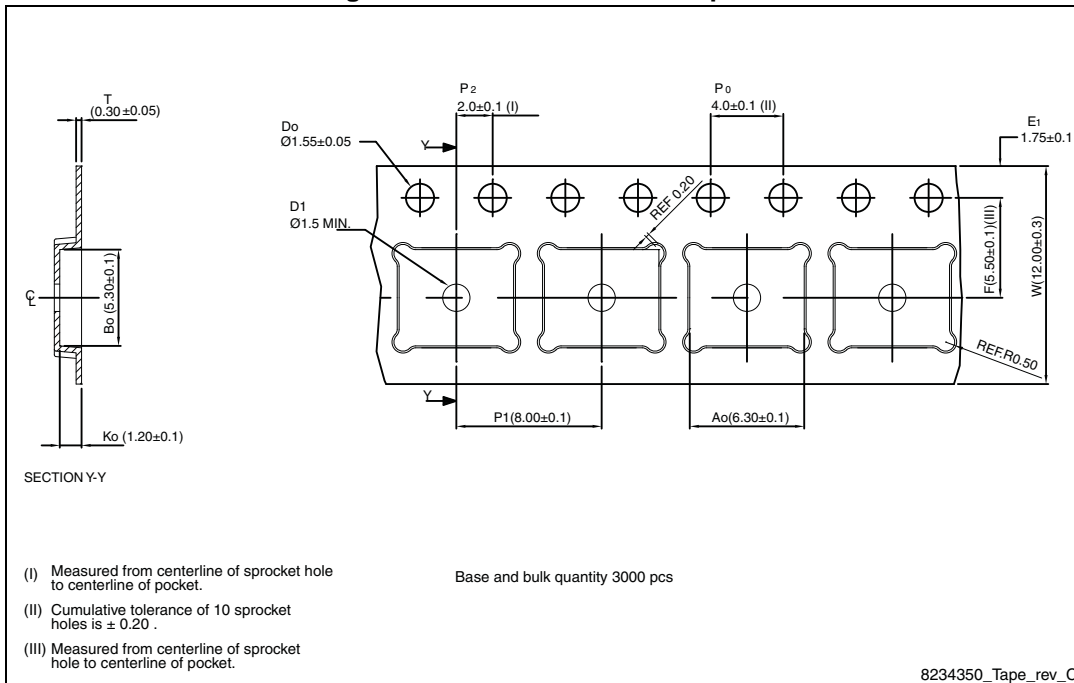 T
(0.30±0.05)
P2
2.0±0.1 (I)
P0
4.0±0.1 (II)
E1
1.75±0.1
Do
Ø1.55±0.05
Y
D1
Ø1.5 MIN.
REF 0.20
F(5.50±0.1)(III)
W(12.00±0.3)
Bo (5.30±0.1)
CL
REF.R0.50
Y
P1(8.00±0.1)
Ao(6.30±0.1)
Ko (1.20±0.1)
SECTION Y-Y
(I) Measured from centerline of sprocket hole
to centerline of pocket.
Base and bulk quantity 3000 pcs
(II) Cumulative tolerance of 10 sprocket
holes is ± 0.20 .
(III) Measured from centerline of sprocket
hole to centerline of pocket.
8234350_Tape_rev_C